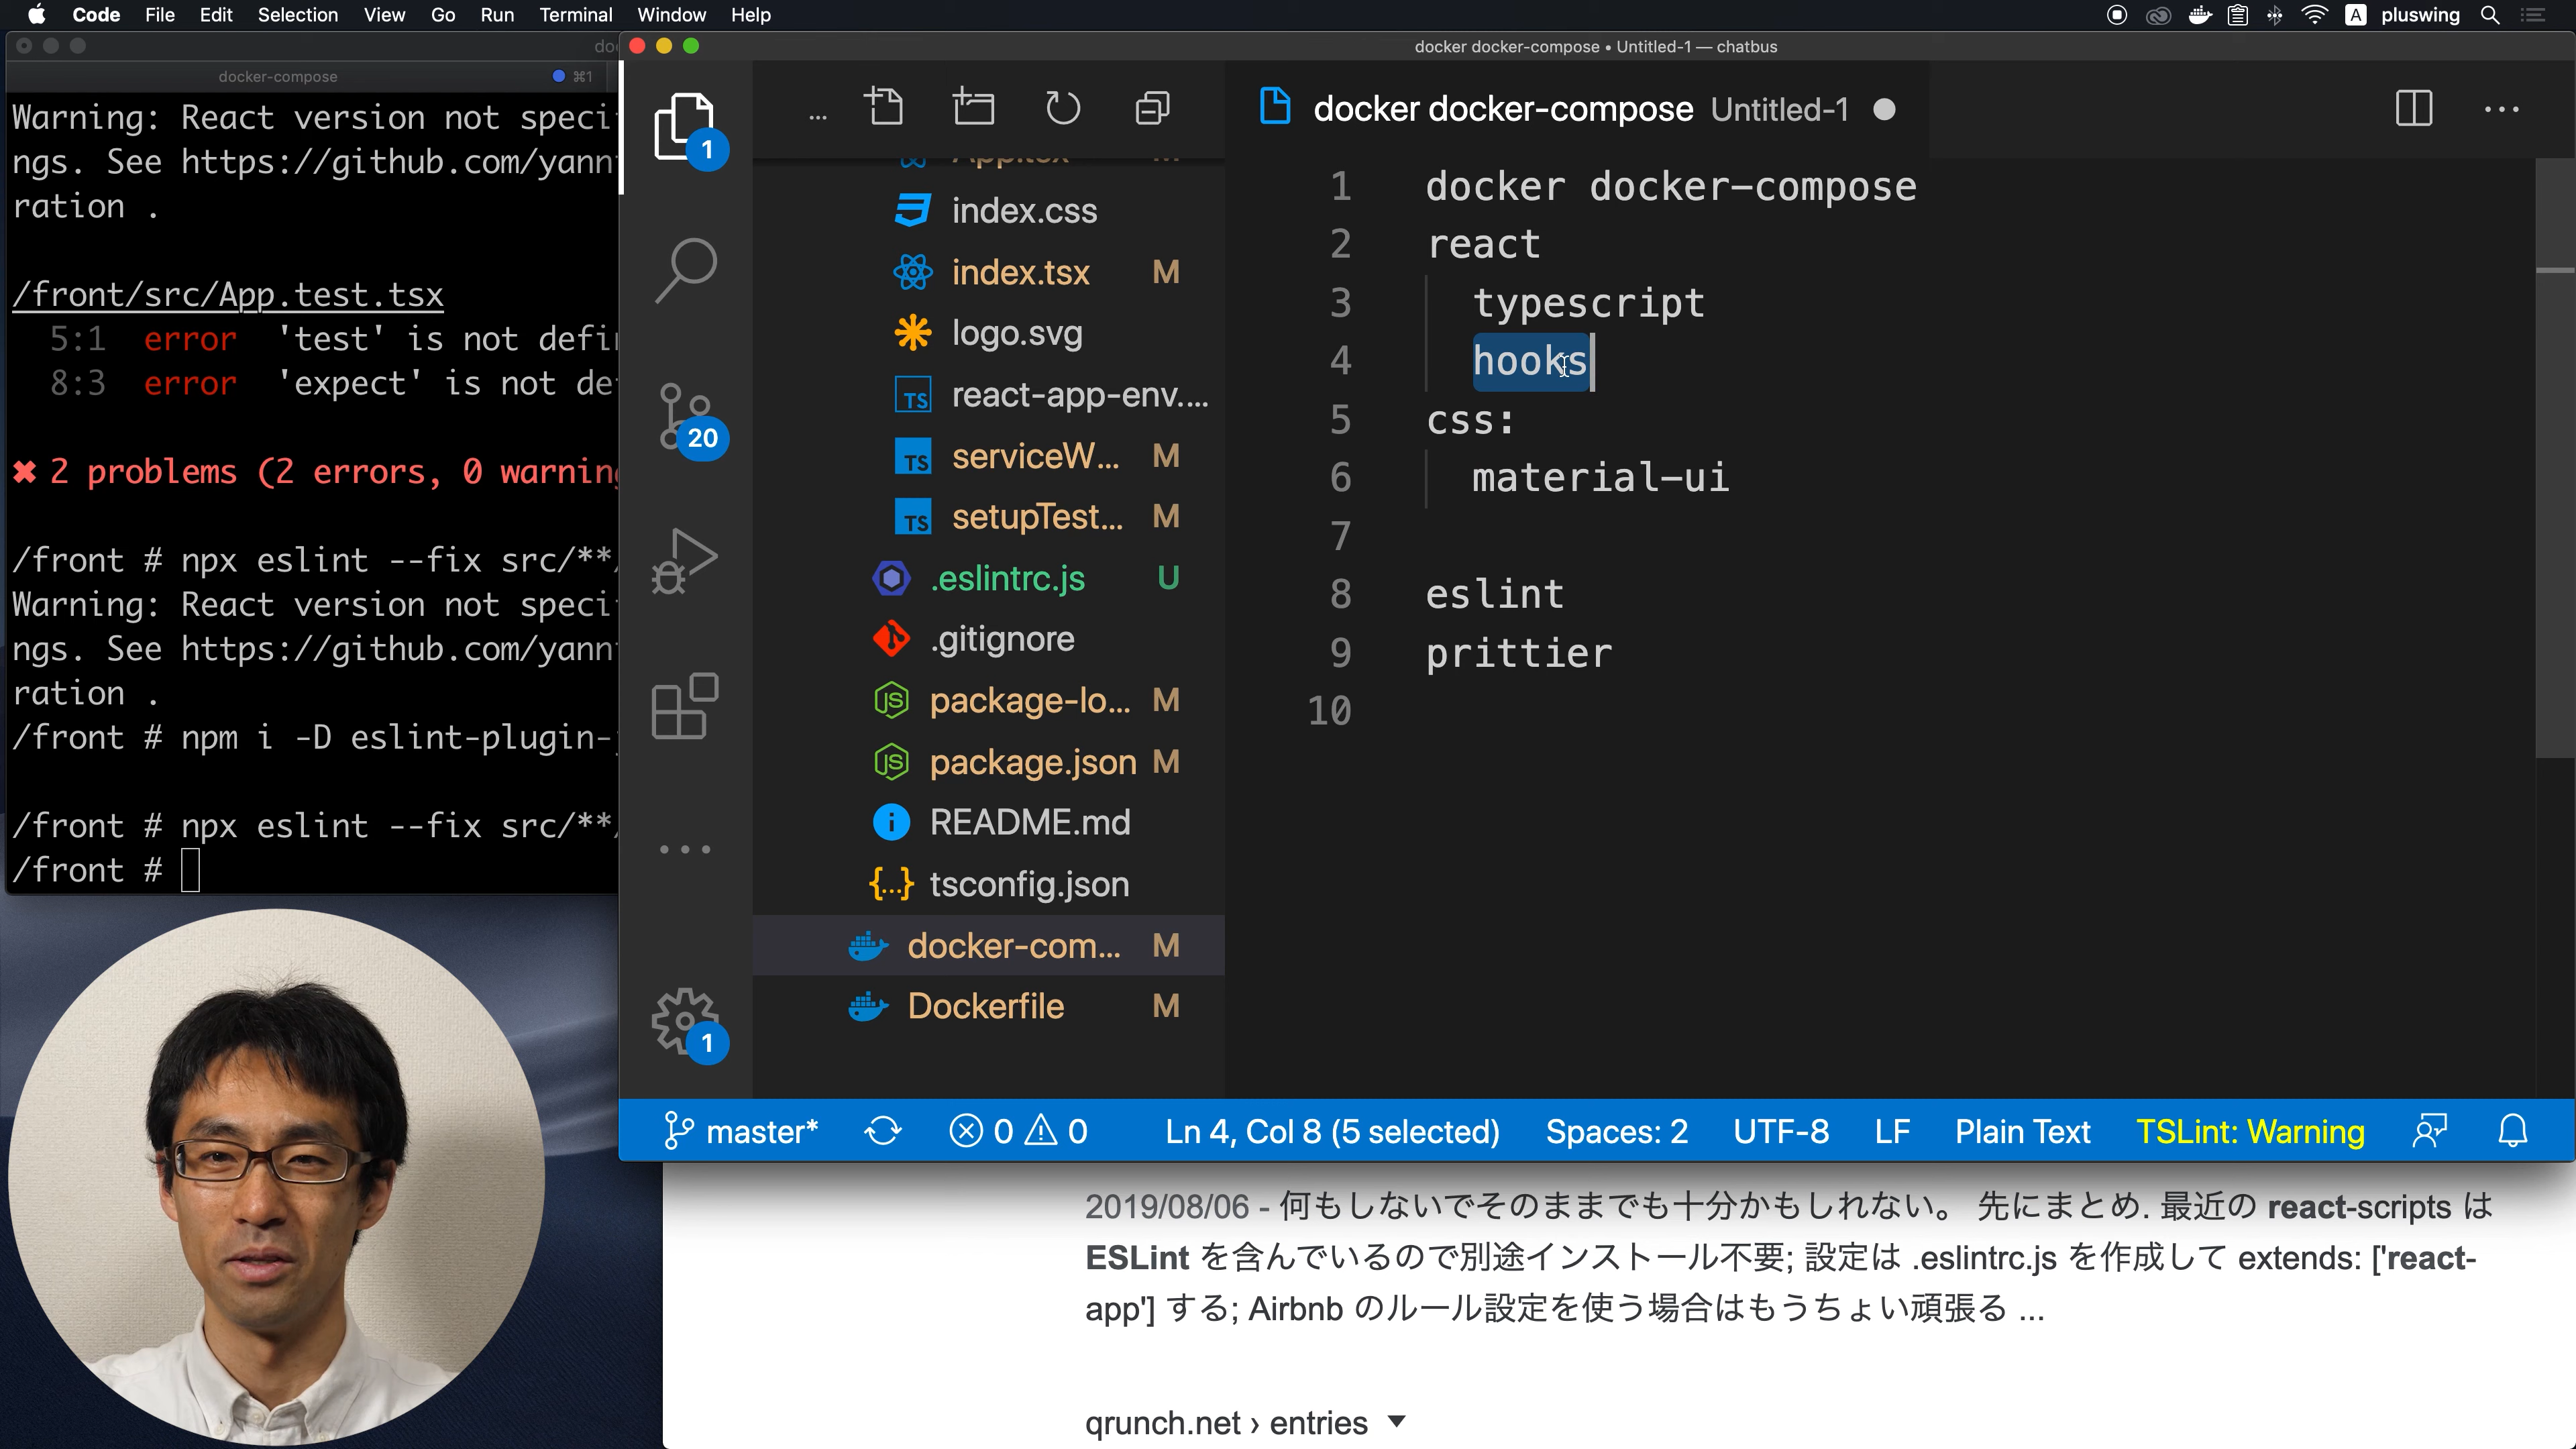 Code File Edit Selection View Go Run Terminal Window Help
A pluswing
docker-compose ⌘1
Warning: React version not speci
ngs. See https://github.com/yann
ration .
/front/src/App.test.tsx
5:1 error 'test' is not defi
8:3 error 'expect' is not de
✖ 2 problems (2 errors, 0 warning
/front # npx eslint --fix src/**/
Warning: React version not speci
ngs. See https://github.com/yann
ration .
/front # npm i -D eslint-plugin-
/front # npx eslint --fix src/**/
/front #
docker docker-compose • Untitled-1 — chatbus
1
20
1
...
App.tsx M
index.css
index.tsx M
logo.svg
TS react-app-env....
TS serviceW... M
TS setupTest... M
.eslintrc.js U
.gitignore
JS package-lo... M
JS package.json M
README.md
{...} tsconfig.json
docker-com... M
Dockerfile M
docker docker-compose Untitled-1
1 docker docker-compose
2 react
3 typescript
4 hooks
5 css:
6 material-ui
7
8 eslint
9 prittier
10
master* 0 0 Ln 4, Col 8 (5 selected) Spaces: 2 UTF-8 LF Plain Text TSLint: Warning
2019/08/06 - 何もしないでそのままでも十分かもしれない。 先にまとめ. 最近の react-scripts は
ESLint を含んでいるので別途インストール不要; 設定は .eslintrc.js を作成して extends: ['react-
app'] する; Airbnb のルール設定を使う場合はもうちょい頑張る ...
qrunch.net › entries